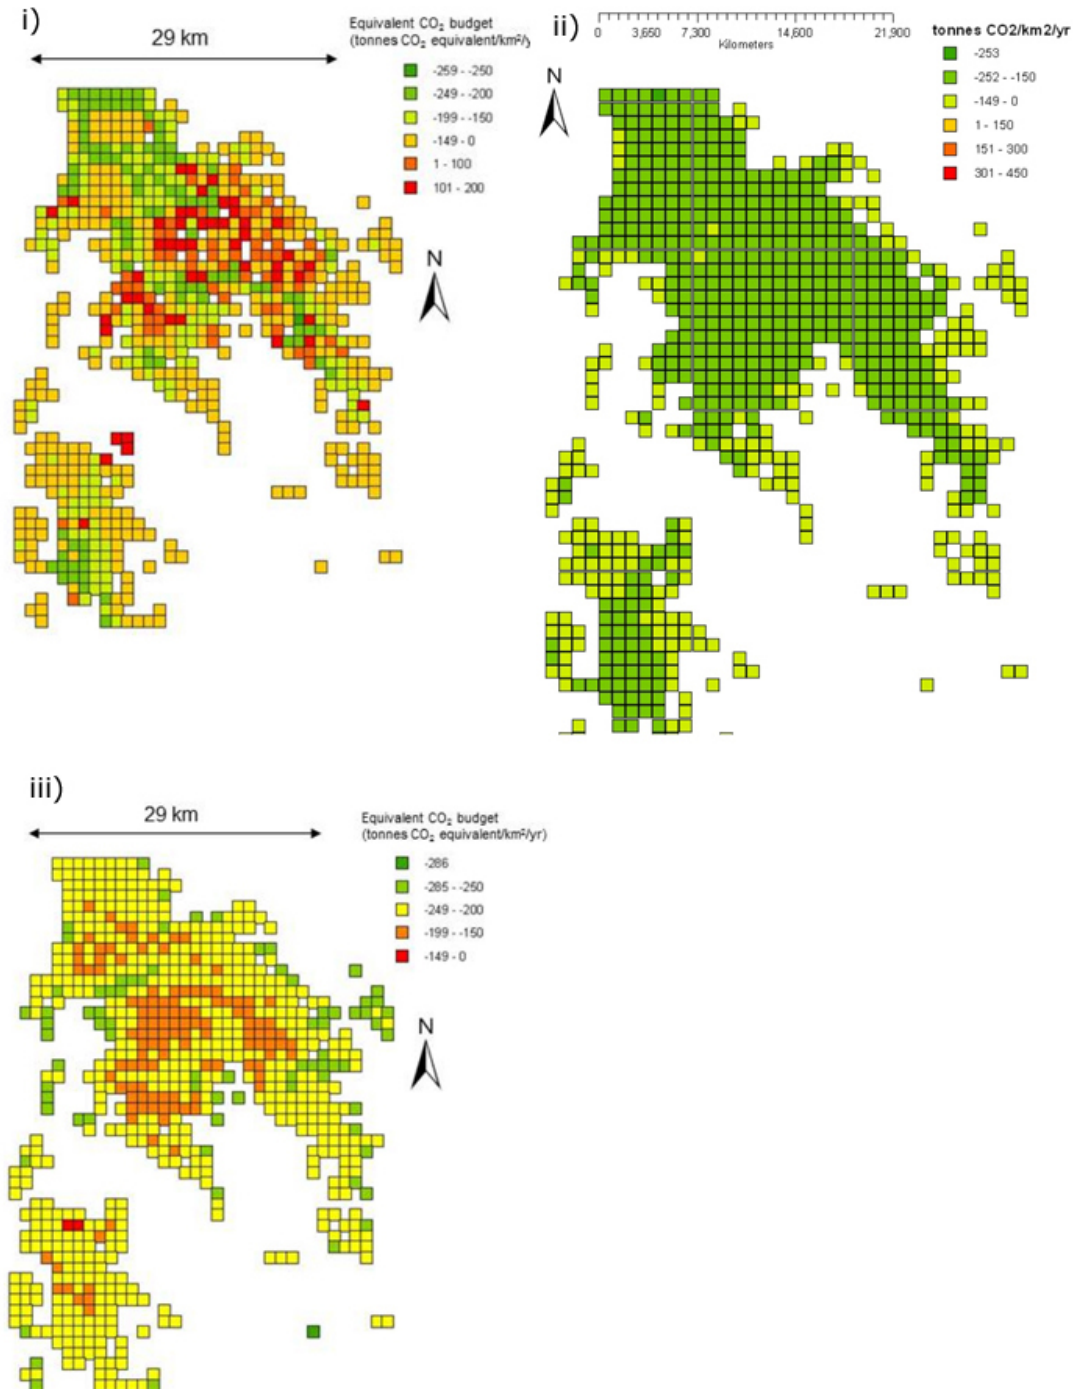 i)
29 km
Equivalent CO₂ budget
(tonnes CO₂ equivalent/km²/y
-259 - -250
-249 - -200
-199 - -150
-149 - 0
1 - 100
101 - 200
N
ii)
0 3,650 7,300 14,600 21,900
Kilometers
N
tonnes CO2/km2/yr
-253
-252 - -150
-149 - 0
1 - 150
151 - 300
301 - 450
iii)
29 km
Equivalent CO₂ budget
(tonnes CO₂ equivalent/km²/yr)
-286
-285 - -250
-249 - -200
-199 - -150
-149 - 0
N